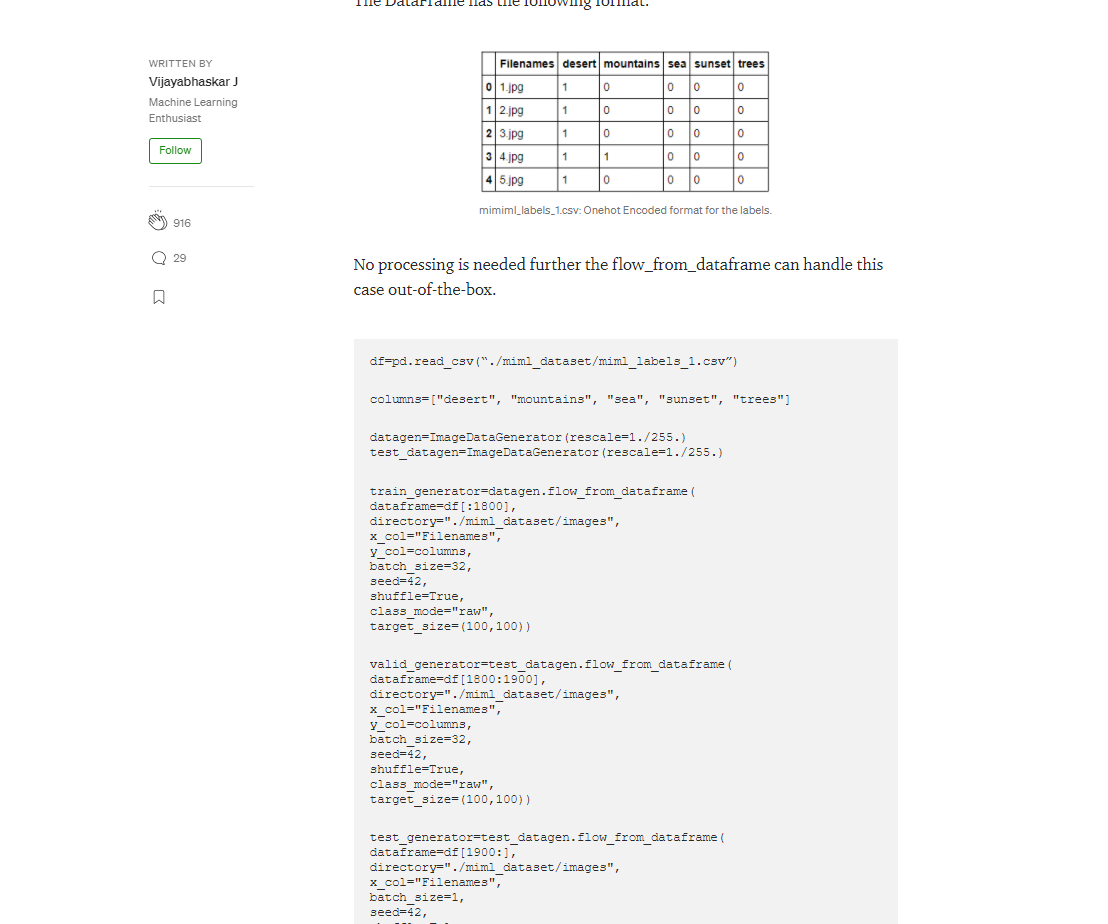 The DataFrame has the following format:
WRITTEN BY
Vijayabhaskar J
Machine Learning
Enthusiast
Follow
916
29
Filenames desert mountains sea sunset trees
0 1.jpg 1 0 0 0 0
1 2.jpg 1 0 0 0 0
2 3.jpg 1 0 0 0 0
3 4.jpg 1 1 0 0 0
4 5.jpg 1 0 0 0 0
mimiml_labels_1.csv: Onehot Encoded format for the labels.
No processing is needed further the flow_from_dataframe can handle this
case out-of-the-box.
df=pd.read_csv(“./miml_dataset/miml_labels_1.csv”)
columns=["desert", "mountains", "sea", "sunset", "trees"]
datagen=ImageDataGenerator(rescale=1./255.)
test_datagen=ImageDataGenerator(rescale=1./255.)
train_generator=datagen.flow_from_dataframe(
dataframe=df[:1800],
directory="./miml_dataset/images",
x_col="Filenames",
y_col=columns,
batch_size=32,
seed=42,
shuffle=True,
class_mode="raw",
target_size=(100,100))
valid_generator=test_datagen.flow_from_dataframe(
dataframe=df[1800:1900],
directory="./miml_dataset/images",
x_col="Filenames",
y_col=columns,
batch_size=32,
seed=42,
shuffle=True,
class_mode="raw",
target_size=(100,100))
test_generator=test_datagen.flow_from_dataframe(
dataframe=df[1900:],
directory="./miml_dataset/images",
x_col="Filenames",
batch_size=1,
seed=42,